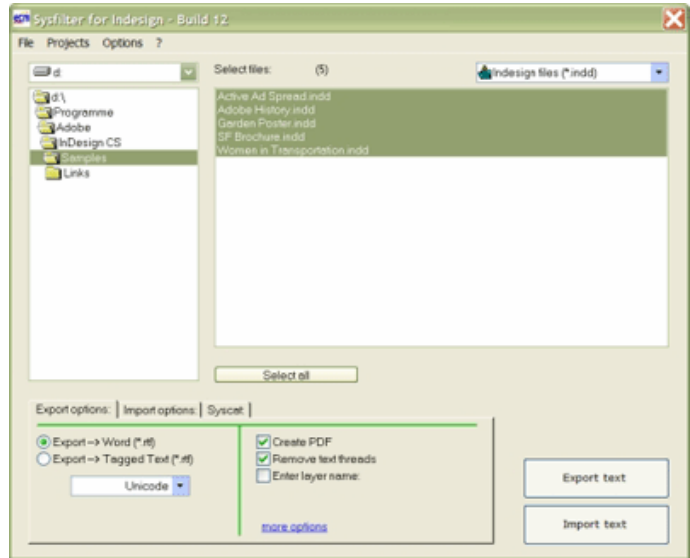 esm Sysfilter for Indesign - Build 12
File Projects Options ?
d:
Select files: (5)
Indesign files (*.indd)
d:\
Programme
Adobe
InDesign CS
Samples
Links
Active Ad Spread.indd
Adobe History.indd
Garden Poster.indd
SF Brochure.indd
Women in Transportation.indd
Select all
Export options: Import options: Syscat:
Export --> Word (*.rtf)
Export --> Tagged Text (*.rtf)
Unicode
Create PDF
Remove text threads
Enter layer name:
more options
Export text
Import text